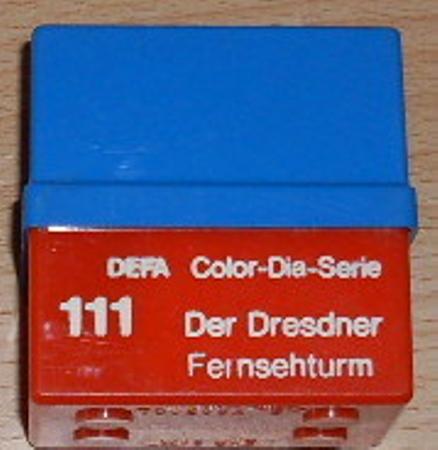 DEFA Color-Dia-Serie
111 Der Dresdner
Fernsehturm